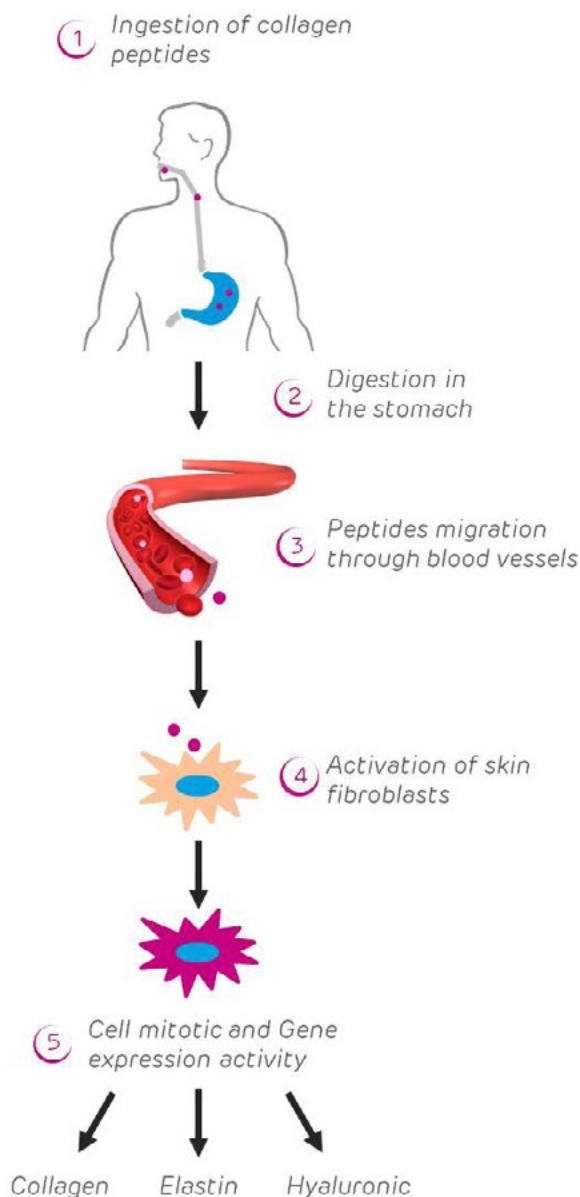 1 Ingestion of collagen
peptides
2 Digestion in
the stomach
3 Peptides migration
through blood vessels
4 Activation of skin
fibroblasts
5 Cell mitotic and Gene
expression activity
Collagen Elastin Hyaluronic